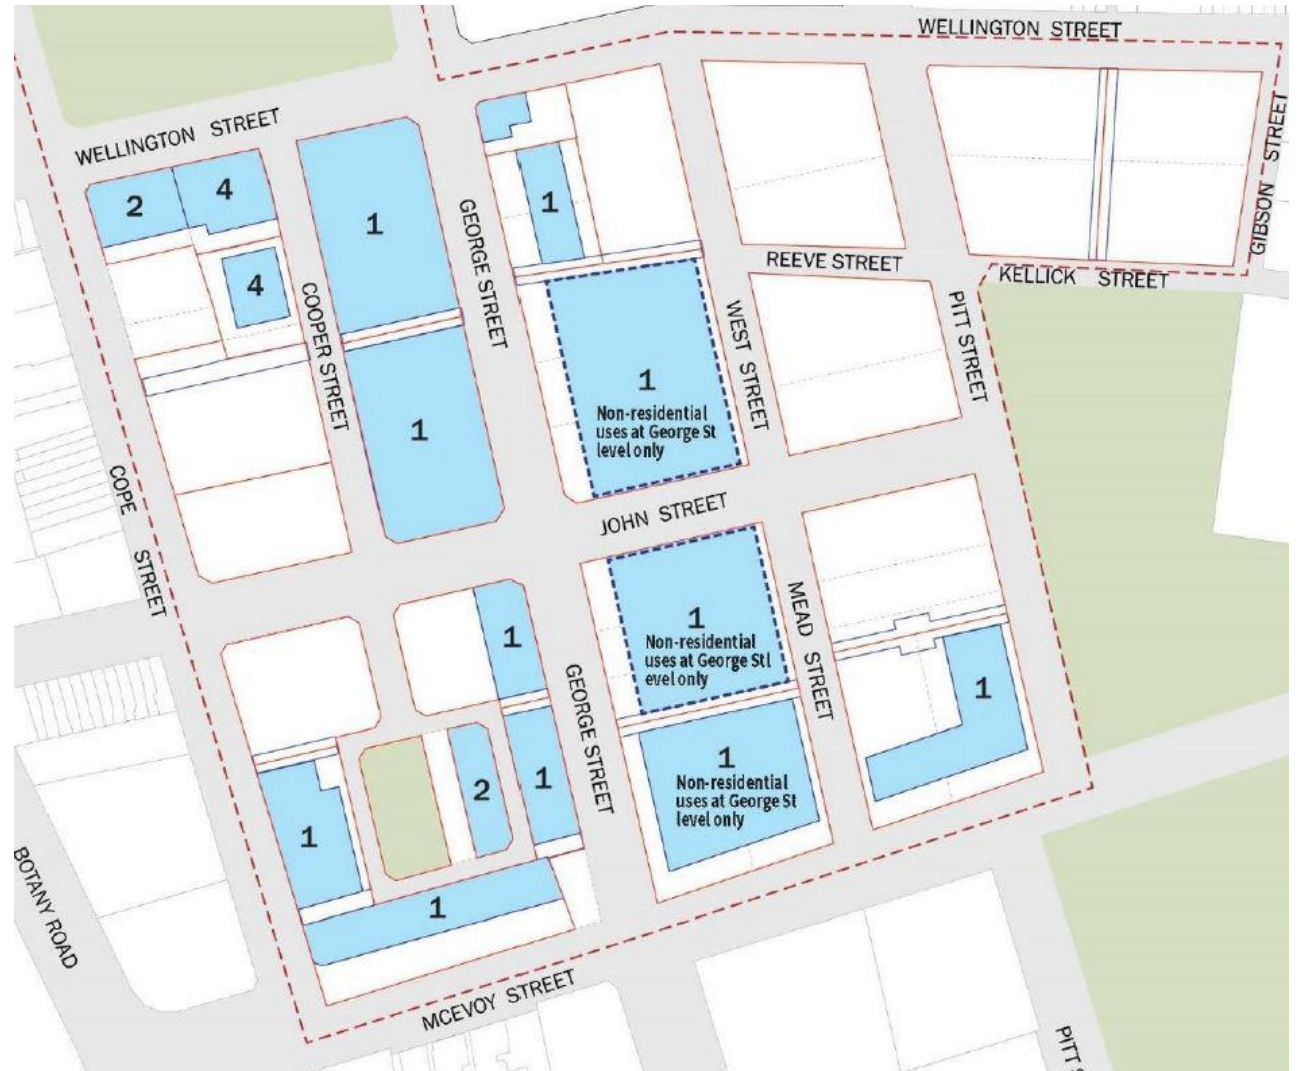 WELLINGTON STREET
WELLINGTON STREET
GIBSON STREET
2
4
1
1
GEORGE STREET
4
COOPER STREET
REEVE STREET
KELLICK STREET
WEST STREET
PITT STREET
1
Non-residential
uses at George St
level only
1
COPE STREET
JOHN STREET
1
1
Non-residential
uses at George Stl
evel only
MEAD STREET
GEORGE STREET
1
2
1
1
Non-residential
uses at George St
level only
1
1
BOTANY ROAD
MCEVOY STREET
PITT S